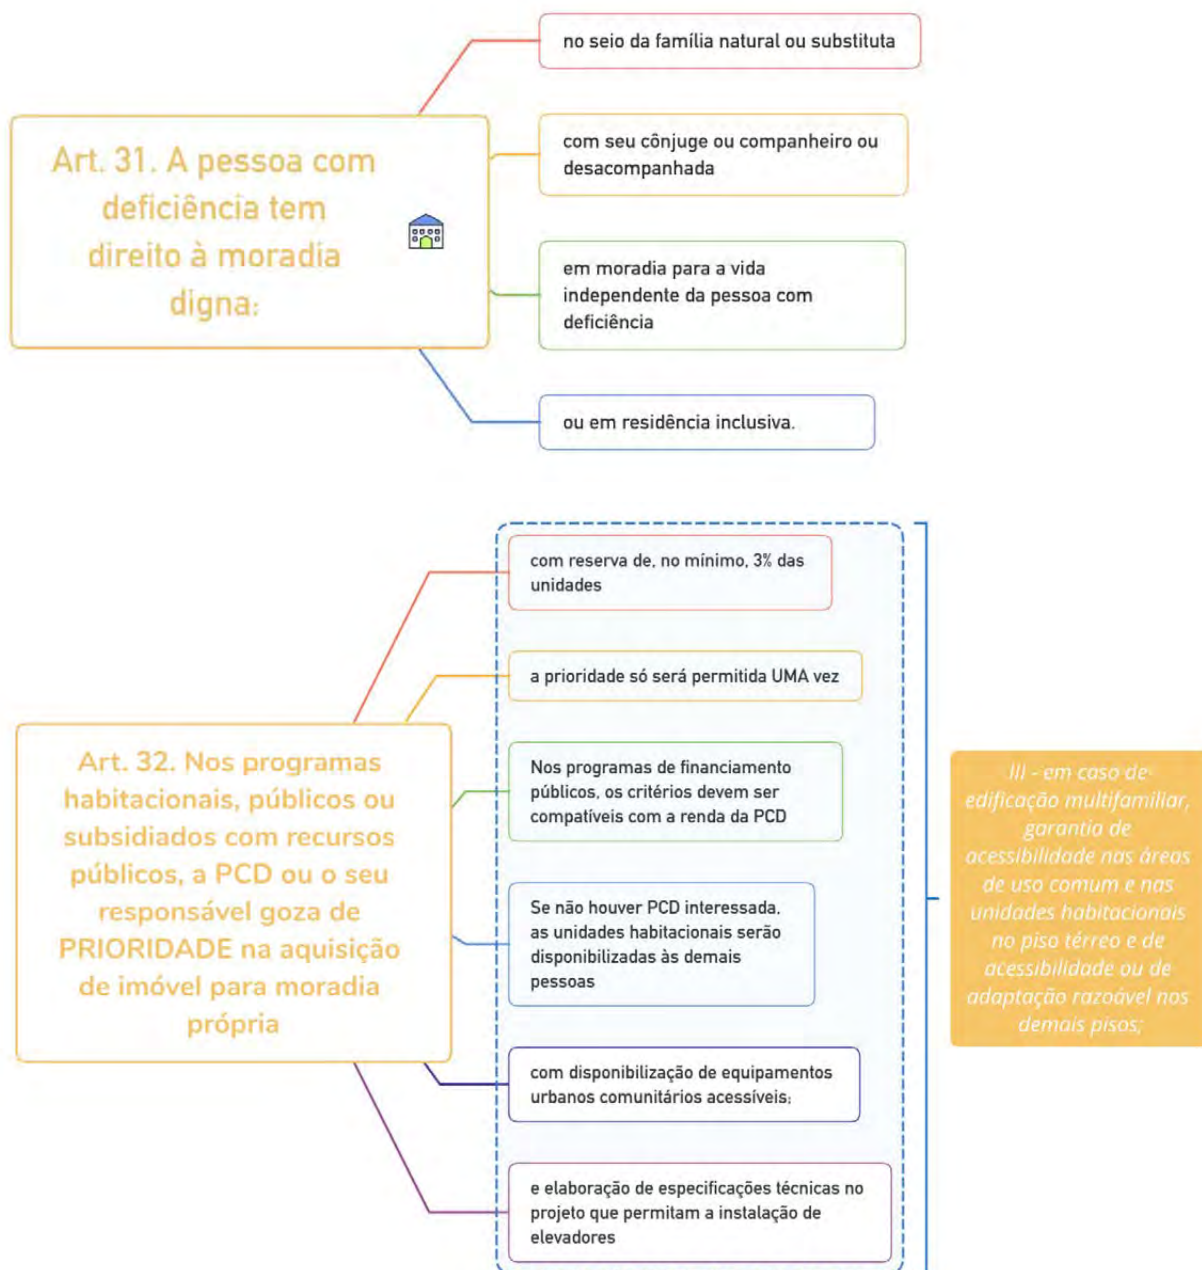 Art. 31. A pessoa com
deficiência tem
direito à moradia
digna:
no seio da família natural ou substituta
com seu cônjuge ou companheiro ou
desacompanhada
em moradia para a vida
independente da pessoa com
deficiência
ou em residência inclusiva.
Art. 32. Nos programas
habitacionais, públicos ou
subsidiados com recursos
públicos, a PCD ou o seu
responsável goza de
PRIORIDADE na aquisição
de imóvel para moradia
própria
com reserva de, no mínimo, 3% das
unidades
a prioridade só será permitida UMA vez
Nos programas de financiamento
públicos, os critérios devem ser
compatíveis com a renda da PCD
Se não houver PCD interessada,
as unidades habitacionais serão
disponibilizadas às demais
pessoas
com disponibilização de equipamentos
urbanos comunitários acessíveis;
e elaboração de especificações técnicas no
projeto que permitam a instalação de
elevadores
III - em caso de
edificação multifamiliar,
garantia de
acessibilidade nas áreas
de uso comum e nas
unidades habitacionais
no piso térreo e de
acessibilidade ou de
adaptação razoável nos
demais pisos;